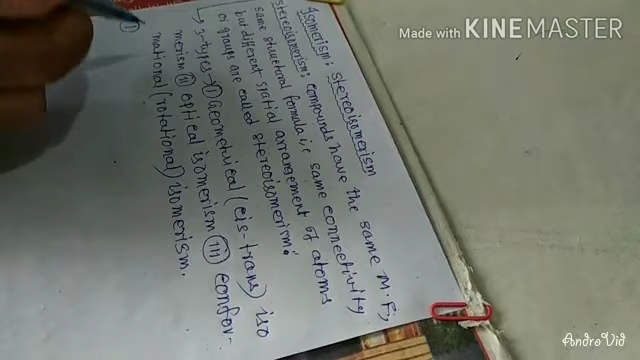 Isomerism: stereoisomerism
stereoisomerism: compounds have the same M.F,
same structural formula i.e same connectivity
but different spatial arrangement of atoms
or groups are called stereoisomerism.
→ 3-types → Ⓘ Geometrical (cis-trans) iso
merism Ⓘ Optical isomerism ⒾⒾⒾ confor-
mational (rotational) isomerism.
Ⓘ
Made with KINEMASTER
AndroVid